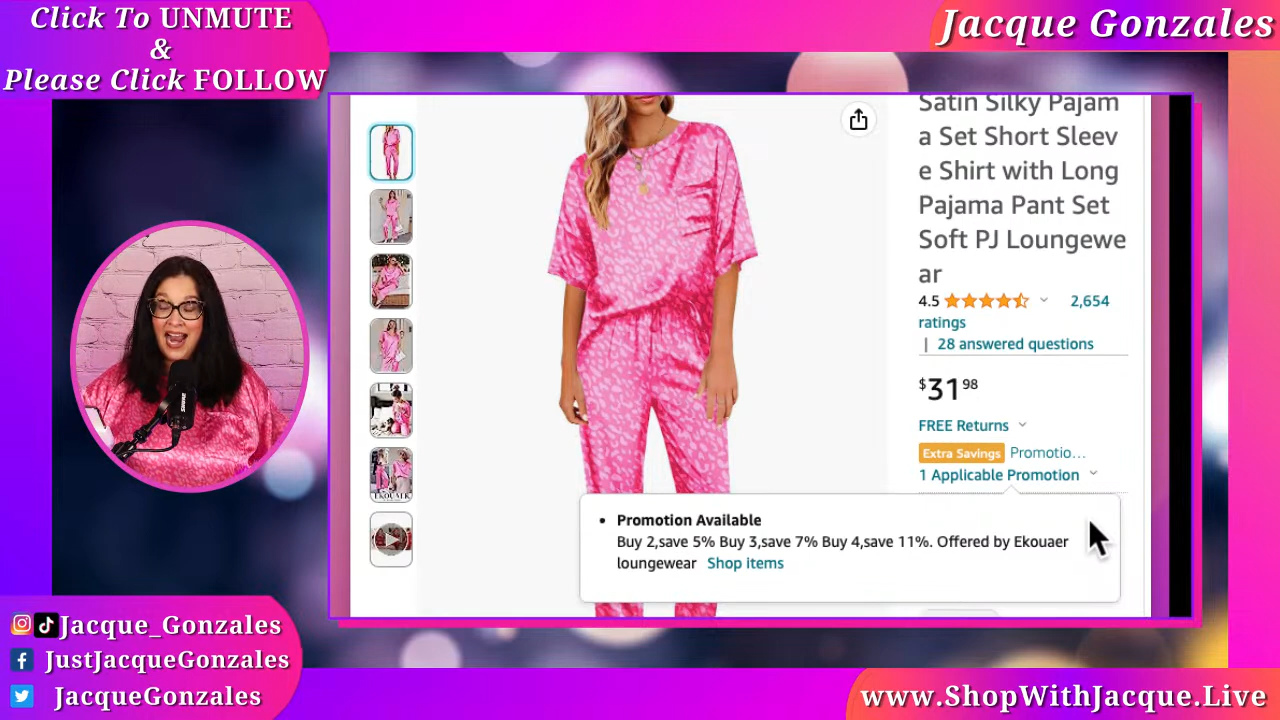 Click To UNMUTE
&
Please Click FOLLOW
Jacque Gonzales
Satin Silky Pajam
a Set Short Sleev
e Shirt with Long
Pajama Pant Set
Soft PJ Loungewe
ar
4.5 2,654
ratings
| 28 answered questions
$31 98
FREE Returns
Extra Savings Promotio...
1 Applicable Promotion
• Promotion Available
Buy 2,save 5% Buy 3,save 7% Buy 4,save 11%. Offered by Ekouaer
loungewear Shop items
EKOUAER
Jacque_Gonzales
JustJacqueGonzales
JacqueGonzales
www.ShopWithJacque.Live